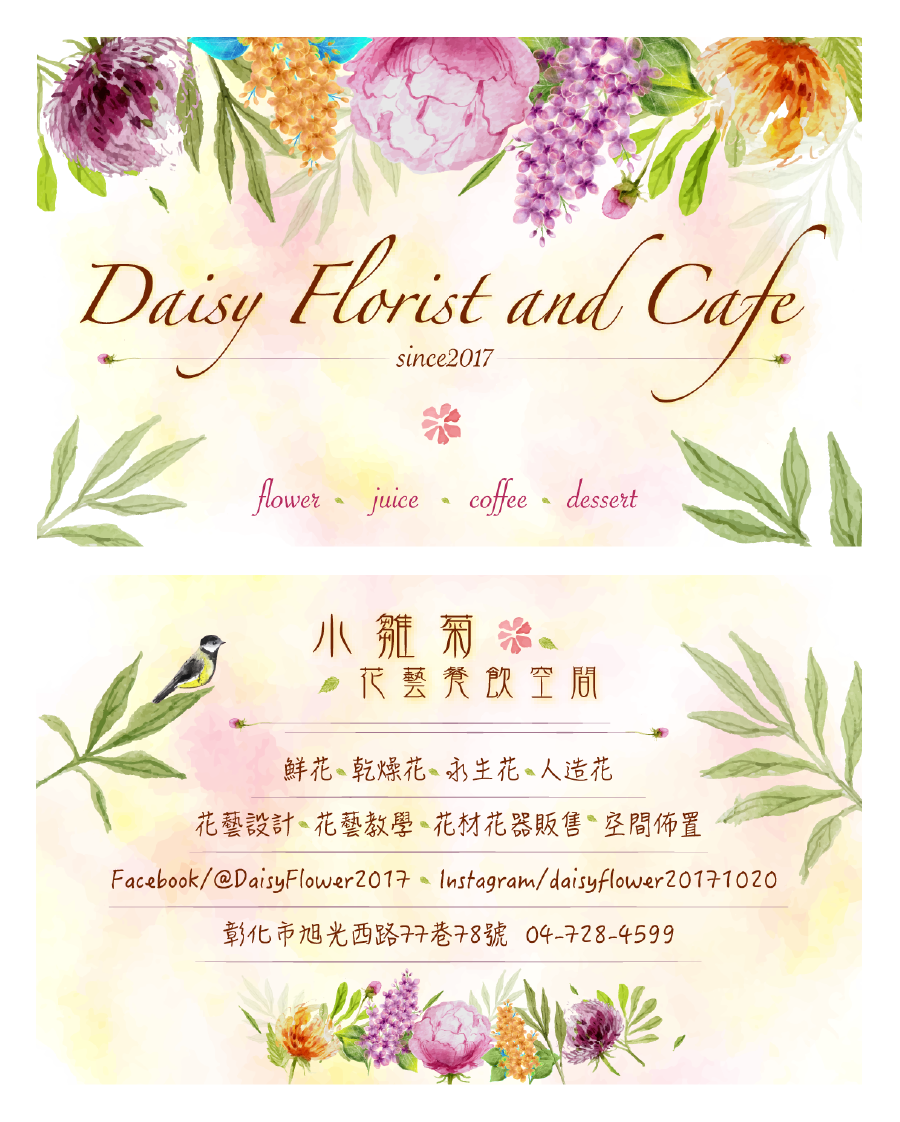 Daisy Florist and Cafe
since2017
flower • juice • coffee • dessert
小雛菊
花藝餐飲空間
鮮花•乾燥花•永生花•人造花
花藝設計•花藝教學•花材花器販售•空間佈置
Facebook/@DaisyFlower2017 • Instagram/daisyflower20171020
彰化市旭光西路77巷78號 04-728-4599